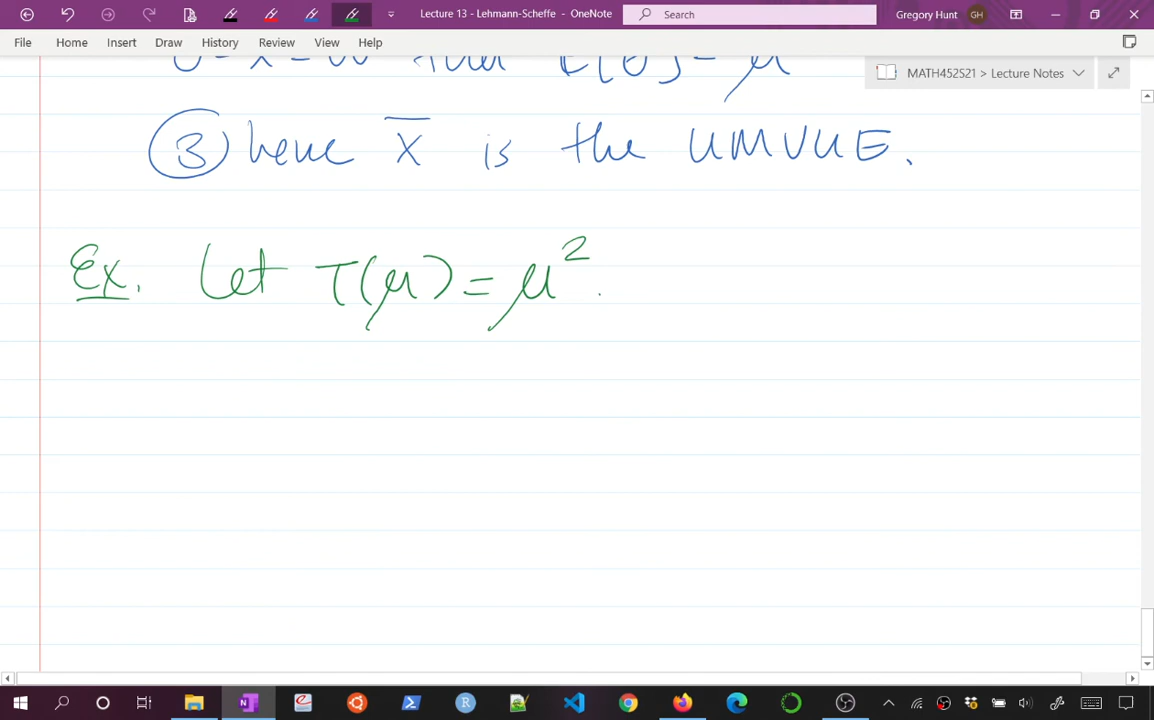 Lecture 13 - Lehmann-Scheffe - OneNote
Search
Gregory Hunt
GH
File Home Insert Draw History Review View Help
MATH452S21 > Lecture Notes
③ hence X̅ is the UMVUE.
Ex. Let τ(μ) = μ².